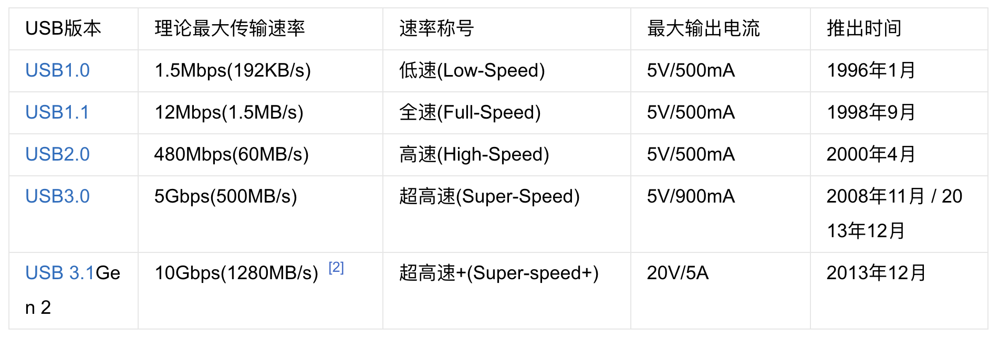 USB版本 理论最大传输速率 速率称号 最大输出电流 推出时间
USB1.0 1.5Mbps(192KB/s) 低速(Low-Speed) 5V/500mA 1996年1月
USB1.1 12Mbps(1.5MB/s) 全速(Full-Speed) 5V/500mA 1998年9月
USB2.0 480Mbps(60MB/s) 高速(High-Speed) 5V/500mA 2000年4月
USB3.0 5Gbps(500MB/s) 超高速(Super-Speed) 5V/900mA 2008年11月 / 20
13年12月
USB 3.1Ge 10Gbps(1280MB/s) [2] 超高速+(Super-speed+) 20V/5A 2013年12月
n 2